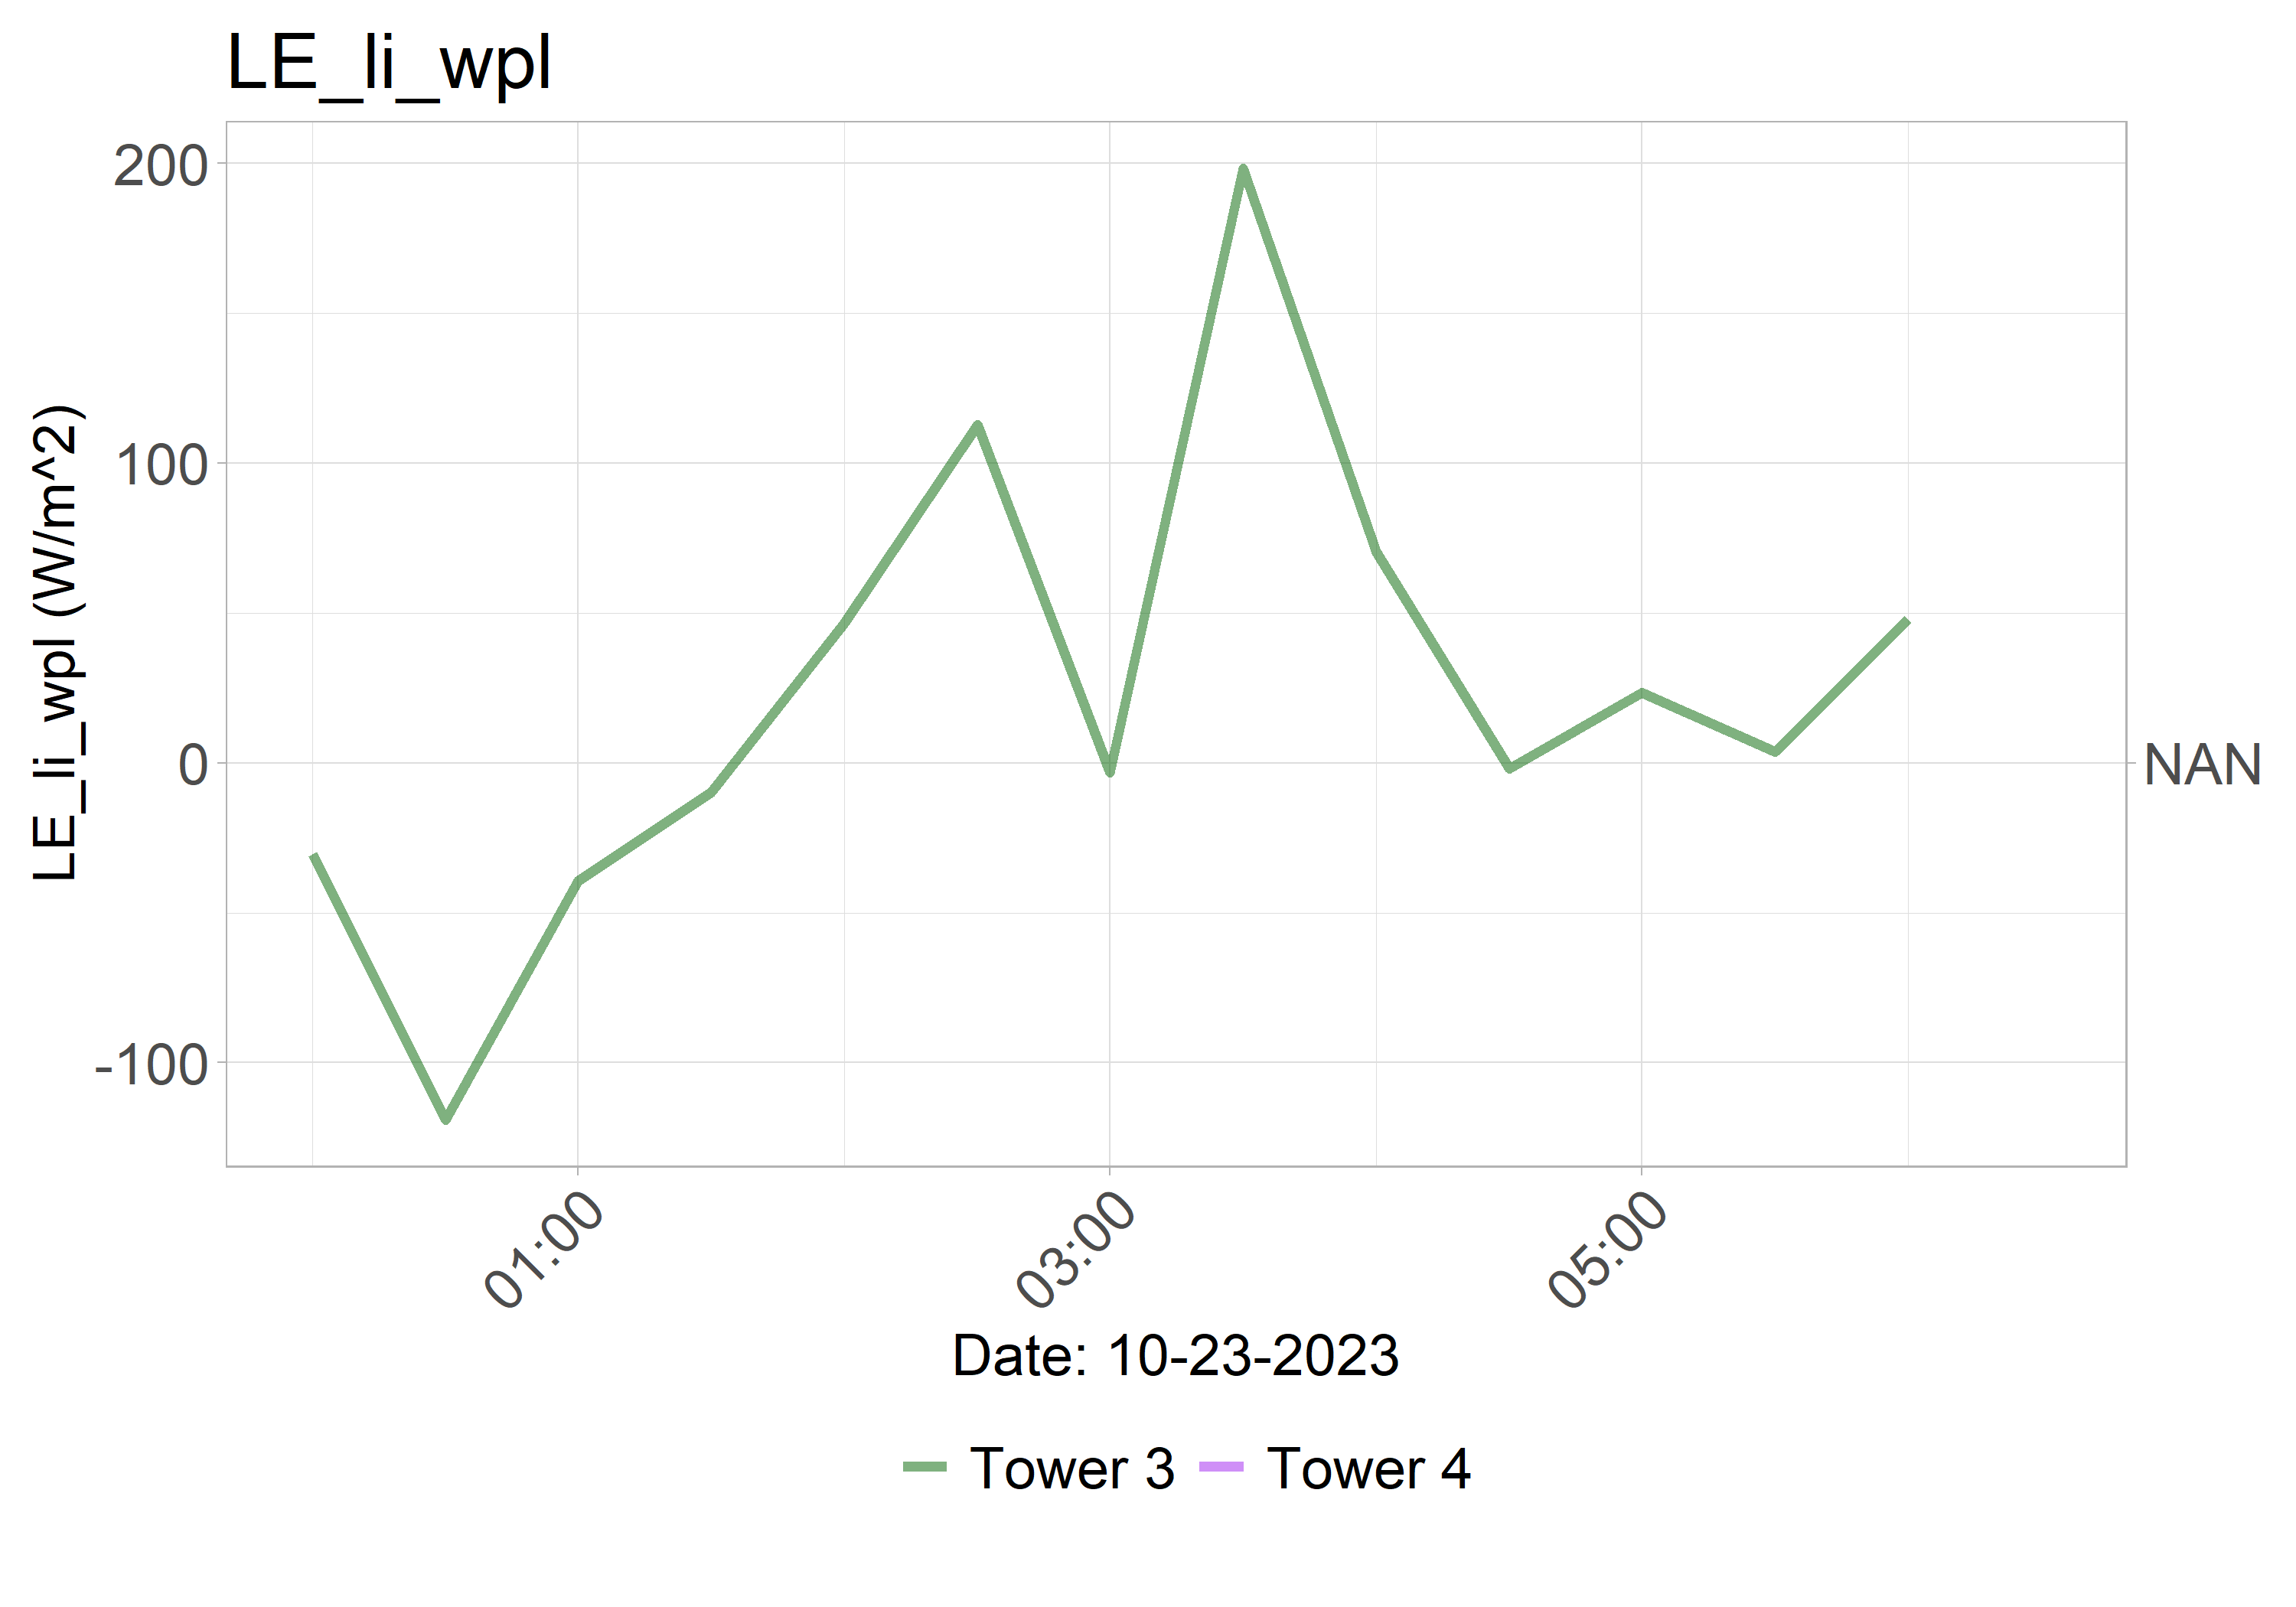 LE_li_wpl
LE_li_wpl (W/m^2)
200
100
0
-100
NAN
01:00
03:00
05:00
Date: 10-23-2023
Tower 3
Tower 4